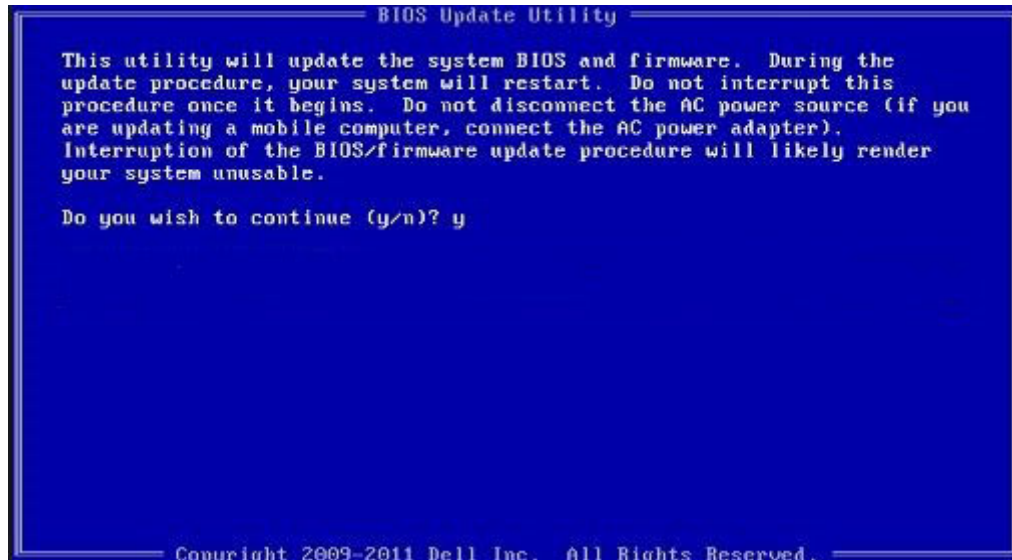 BIOS Update Utility
This utility will update the system BIOS and firmware.  During the
update procedure, your system will restart.  Do not interrupt this
procedure once it begins.  Do not disconnect the AC power source (if you
are updating a mobile computer, connect the AC power adapter).
Interruption of the BIOS/firmware update procedure will likely render
your system unusable.
Do you wish to continue (y/n)? y
Copyright 2009-2011 Dell Inc.  All Rights Reserved.